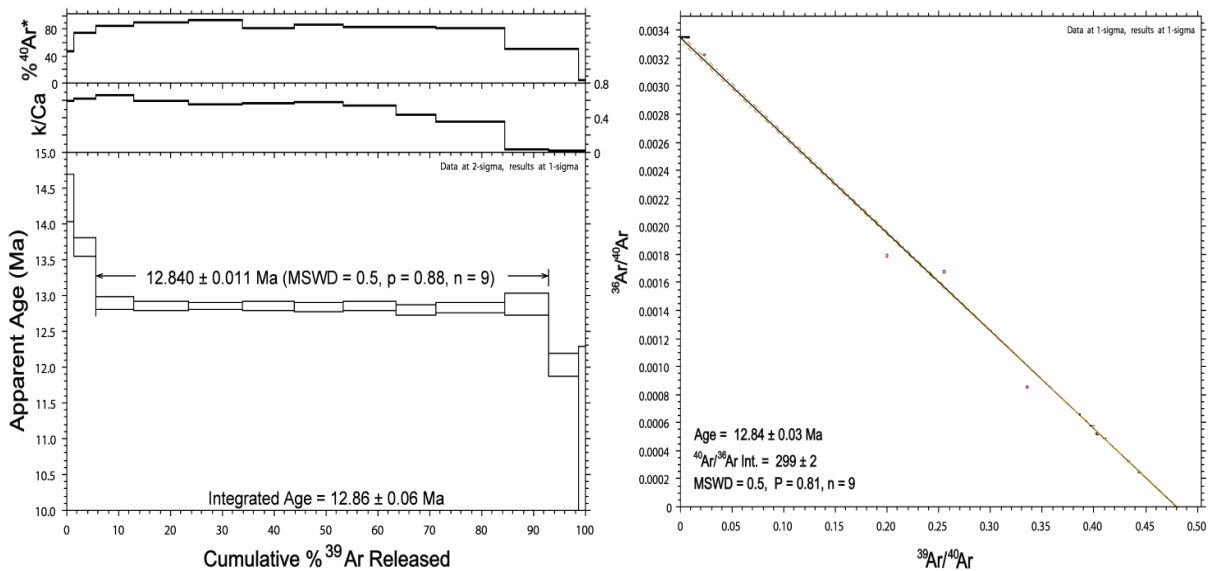 % ⁴⁰Ar*
80
40
0
k/Ca
0.8
0.4
0
Data at 2-sigma, results at 1-sigma
Apparent Age (Ma)
15.0
14.5
14.0
13.5
13.0
12.5
12.0
11.5
11.0
10.5
10.0
12.840 ± 0.011 Ma (MSWD = 0.5, p = 0.88, n = 9)
Integrated Age = 12.86 ± 0.06 Ma
0 10 20 30 40 50 60 70 80 90 100
Cumulative % ³⁹Ar Released
Data at 1-sigma, results at 1-sigma
³⁶Ar/⁴⁰Ar
0.0034
0.0032
0.0030
0.0028
0.0026
0.0024
0.0022
0.0020
0.0018
0.0016
0.0014
0.0012
0.0010
0.0008
0.0006
0.0004
0.0002
0
Age = 12.84 ± 0.03 Ma
⁴⁰Ar/³⁶Ar Int. = 299 ± 2
MSWD = 0.5, P = 0.81, n = 9
0 0.05 0.10 0.15 0.20 0.25 0.30 0.35 0.40 0.45 0.50
³⁹Ar/⁴⁰Ar